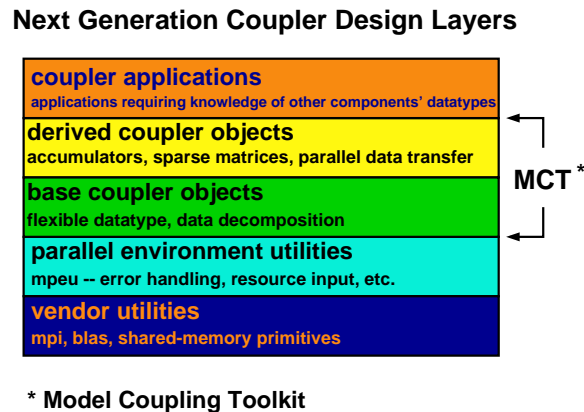 Next Generation Coupler Design Layers
coupler applications
applications requiring knowledge of other components' datatypes
derived coupler objects
accumulators, sparse matrices, parallel data transfer
base coupler objects
flexible datatype, data decomposition
MCT *
parallel environment utilities
mpeu -- error handling, resource input, etc.
vendor utilities
mpi, blas, shared-memory primitives
* Model Coupling Toolkit